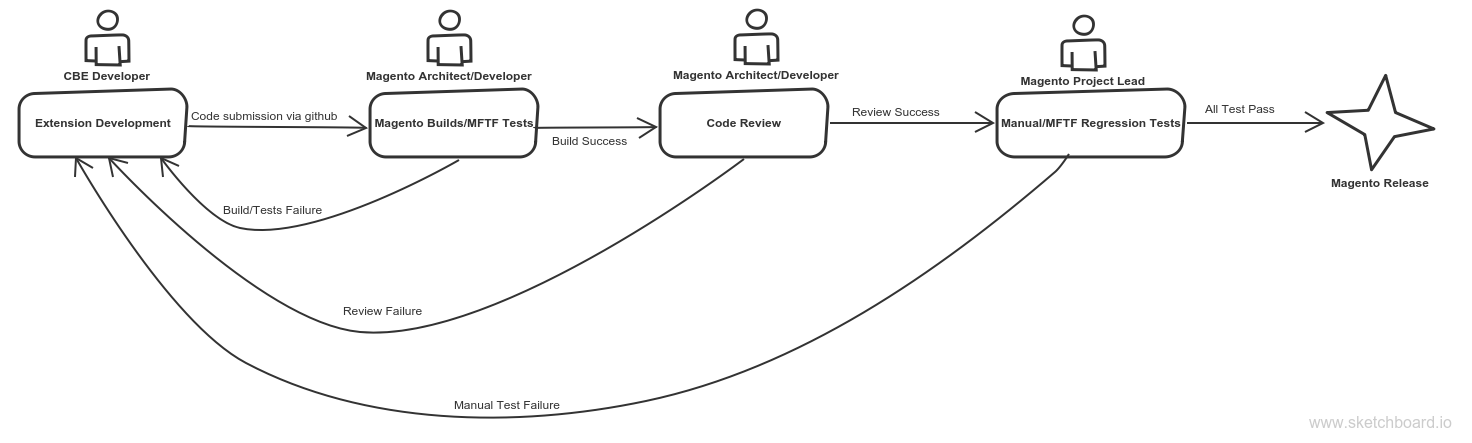 CBE Developer
Magento Architect/Developer
Magento Architect/Developer
Magento Project Lead
Extension Development
Code submission via github
Magento Builds/MFTF Tests
Build Success
Code Review
Review Success
Manual/MFTF Regression Tests
All Test Pass
Magento Release
Build/Tests Failure
Review Failure
Manual Test Failure
www.sketchboard.io